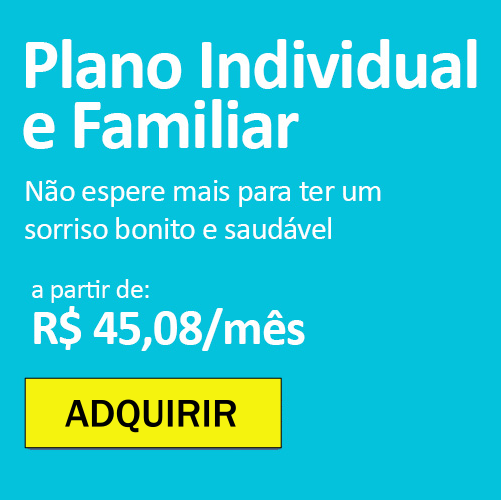 Plano Individual
e Familiar
Não espere mais para ter um
sorriso bonito e saudável
a partir de:
R$ 45,08/mês
ADQUIRIR